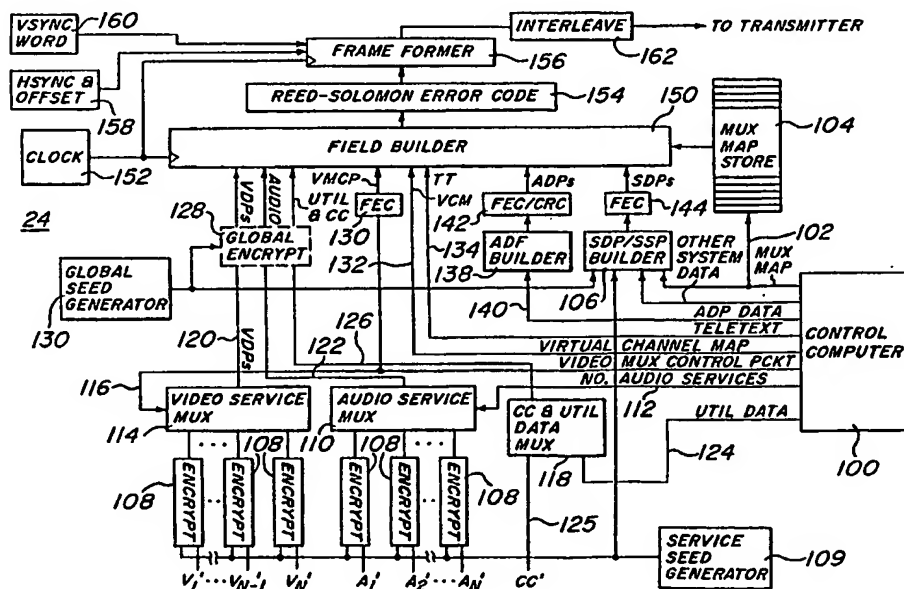 VSYNC WORD
160
HSYNC & OFFSET
158
CLOCK
152
24
FRAME FORMER
156
INTERLEAVE
162
TO TRANSMITTER
REED-SOLOMON ERROR CODE
154
FIELD BUILDER
150
MUX MAP STORE
104
102
VDPs
AUDIO
UTIL & CC
VMCP
VCM
TT
ADPs
SDPs
128
GLOBAL ENCRYPT
FEC
130
132
134
FEC/CRC
142
FEC
144
ADF BUILDER
138
SDP/SSP BUILDER
106
140
OTHER SYSTEM DATA
MUX MAP
GLOBAL SEED GENERATOR
130
ADP DATA
TELETEXT
VIRTUAL CHANNEL MAP
VIDEO MUX CONTROL PCKT
NO. AUDIO SERVICES
112
UTIL DATA
CONTROL COMPUTER
100
120
VDPs
126
122
116
VIDEO SERVICE MUX
114
AUDIO SERVICE MUX
110
CC & UTIL DATA MUX
118
124
125
108
ENCRYPT
...
ENCRYPT
108
ENCRYPT
ENCRYPT
108
ENCRYPT
...
ENCRYPT
108
SERVICE SEED GENERATOR
109
V1' ... VN-1' VN' A1' A2' ... AN' CC'